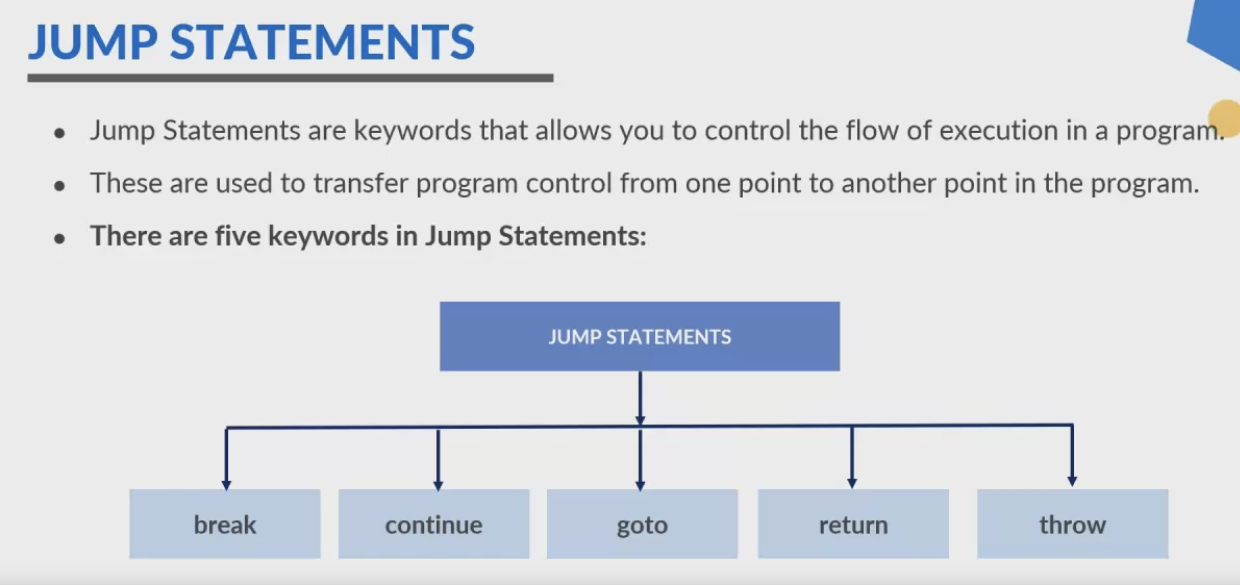 JUMP STATEMENTS
• Jump Statements are keywords that allows you to control the flow of execution in a program.
• These are used to transfer program control from one point to another point in the program.
• There are five keywords in Jump Statements:
JUMP STATEMENTS
break continue goto return throw